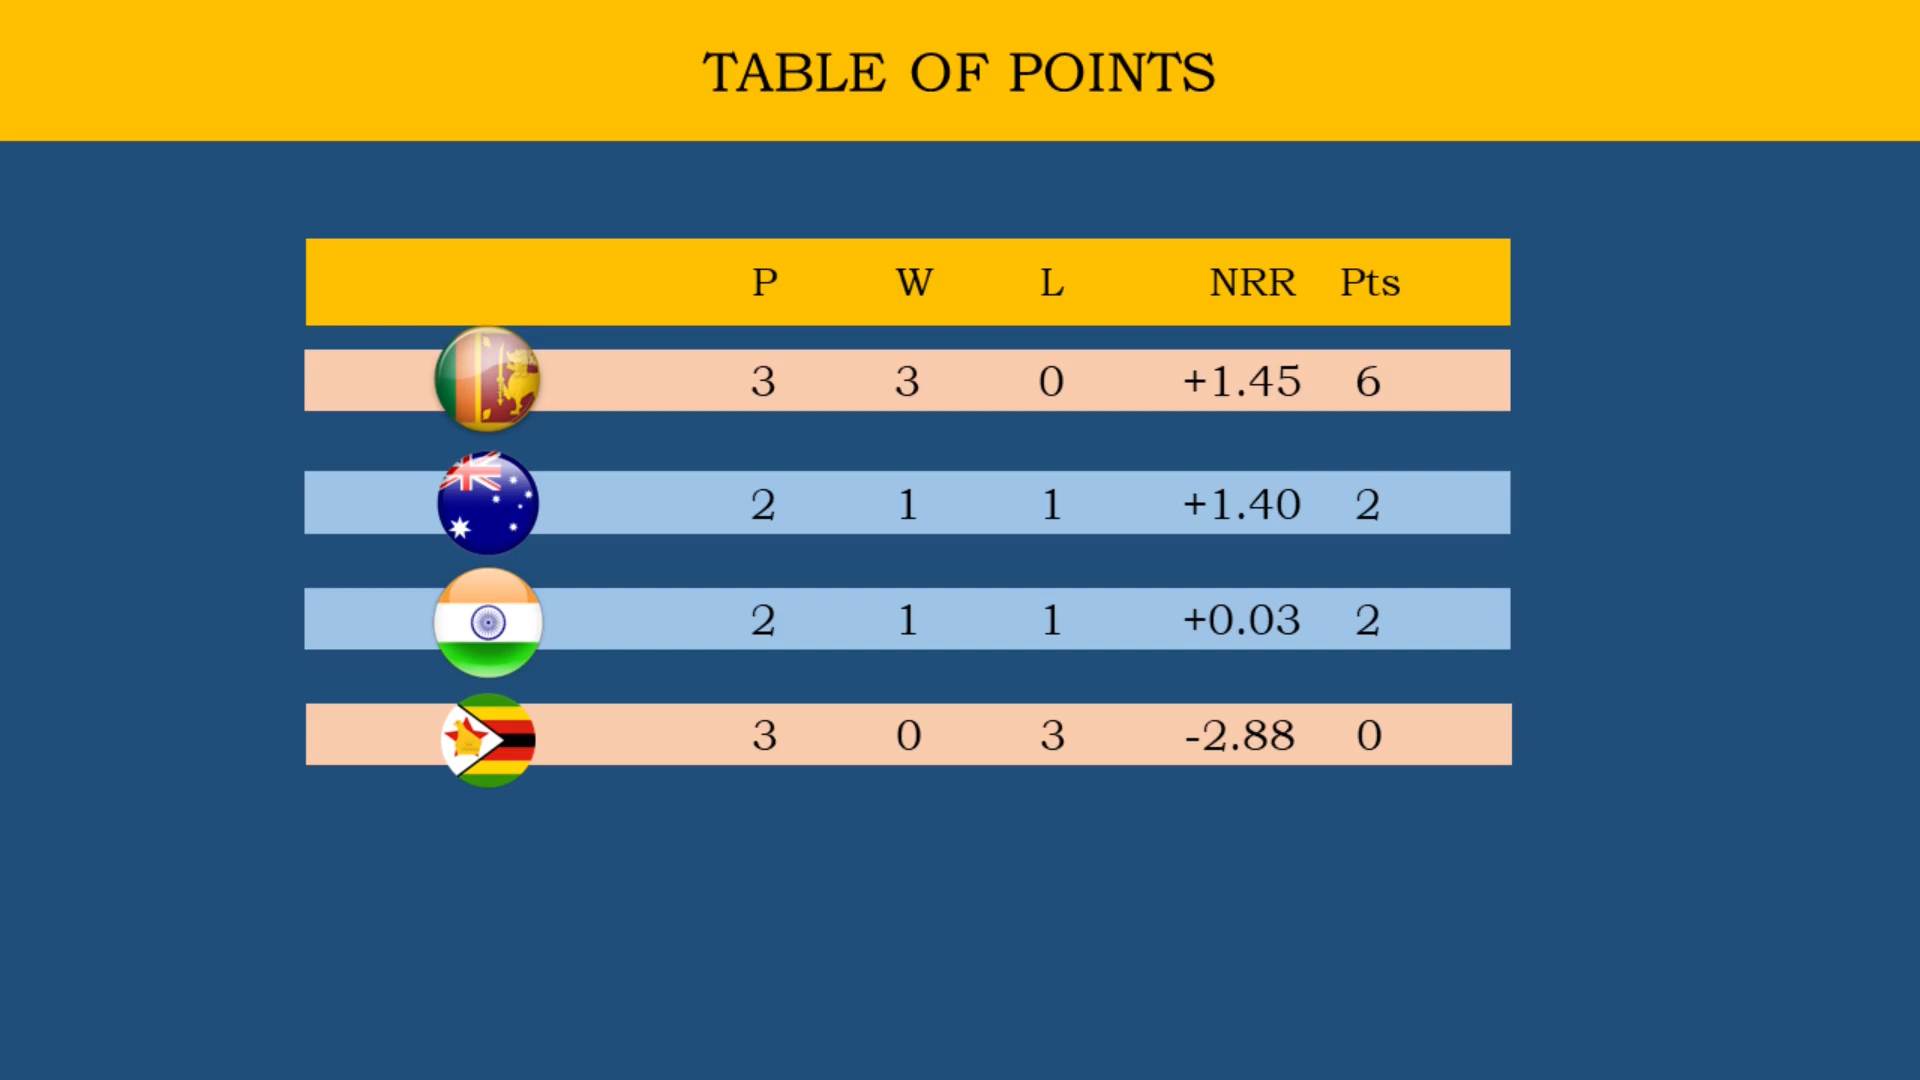 TABLE OF POINTS
P W L NRR Pts
3 3 0 +1.45 6
2 1 1 +1.40 2
2 1 1 +0.03 2
3 0 3 -2.88 0